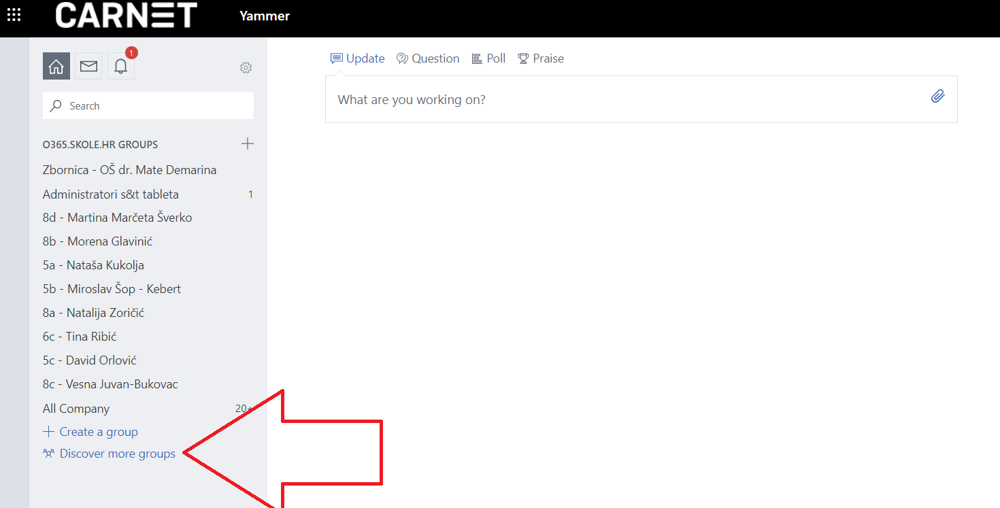 CARNET
Yammer
1
Search
O365.SKOLE.HR GROUPS
Zbornica - OŠ dr. Mate Demarina
Administratori s&t tableta 1
8d - Martina Marčeta Šverko
8b - Morena Glavinić
5a - Nataša Kukolja
5b - Miroslav Šop - Kebert
8a - Natalija Zoričić
6c - Tina Ribić
5c - David Orlović
8c - Vesna Juvan-Bukovac
All Company 20+
Create a group
Discover more groups
Update Question Poll Praise
What are you working on?